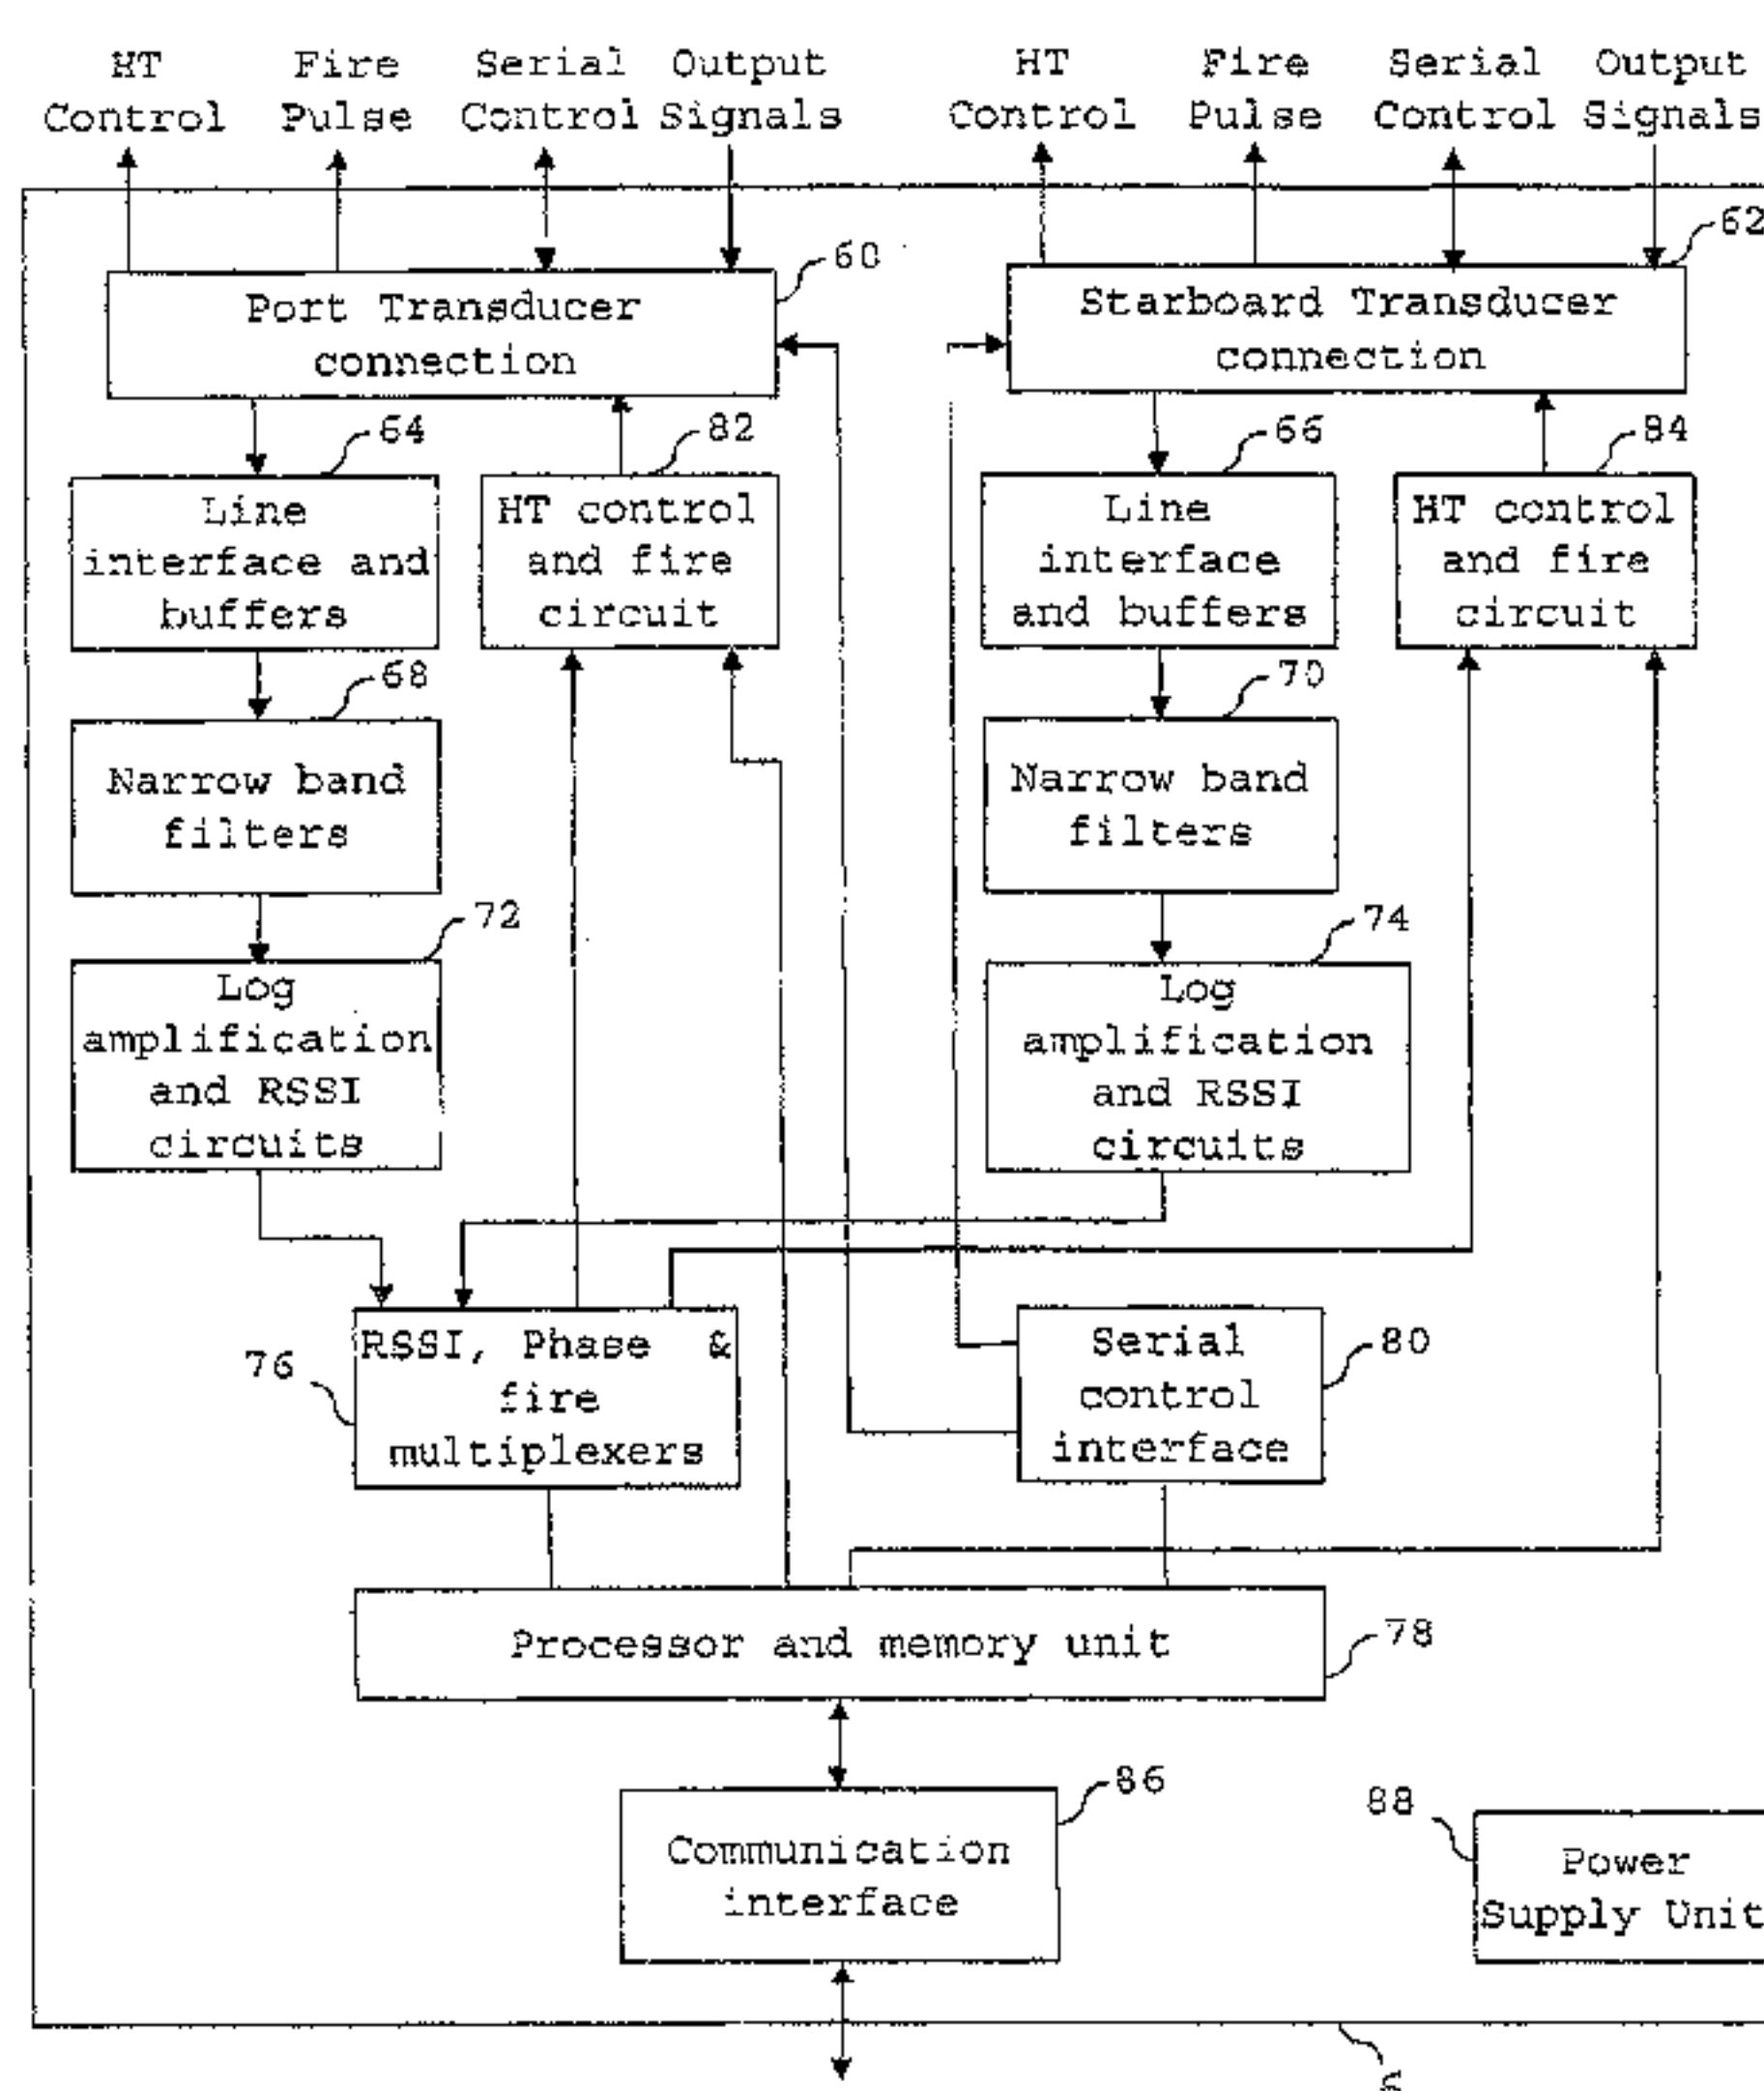 HT Fire Serial Output HT Fire Serial Output
Control Pulse Control Signals Control Pulse Control Signals
62
60
Port Transducer
connection
Starboard Transducer
connection
64
82
66
84
Line
interface and
buffers
HT control
and fire
circuit
Line
interface
and buffers
HT control
and fire
circuit
68
70
Narrow band
filters
Narrow band
filters
72
74
Log
amplification
and RSSI
circuits
Log
amplification
and RSSI
circuits
76
RSSI, Phase &
fire
multiplexers
Serial
control
interface
80
Processor and memory unit
78
86
Communication
interface
88
Power
Supply Unit
6